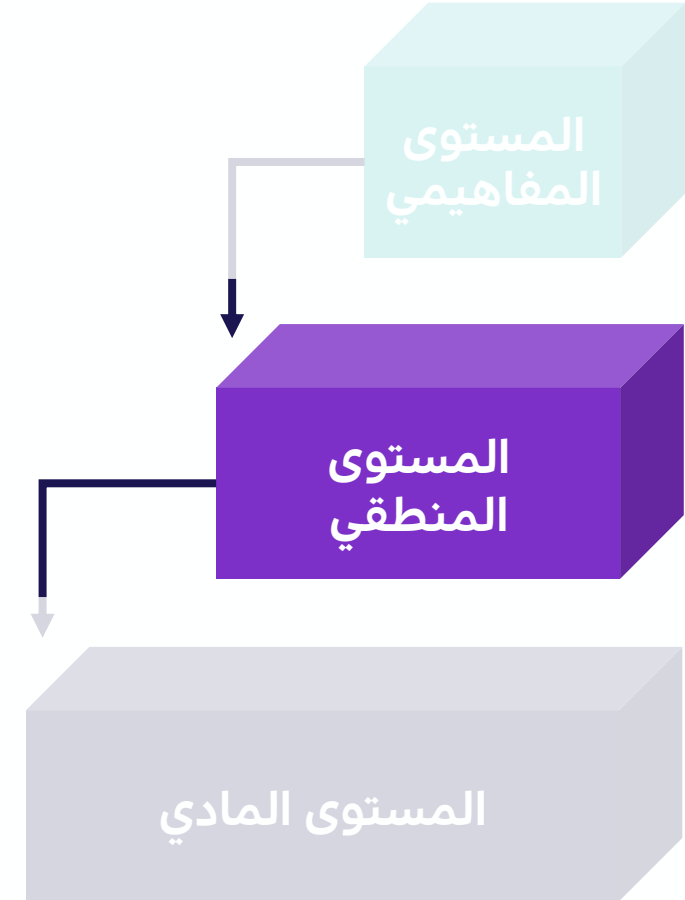 المستوى
المفاهيمي
المستوى
المنطقي
المستوى المادي